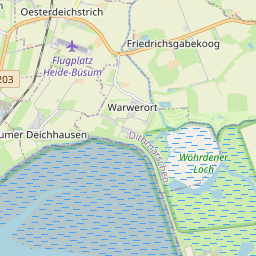 Oesterdeichstrich
Friedrichsgabekoog
Flugplatz
Heide-Büsum
203
Warwerort
umer Deichhausen
Dithmarschen
Wöhrdener
Loch